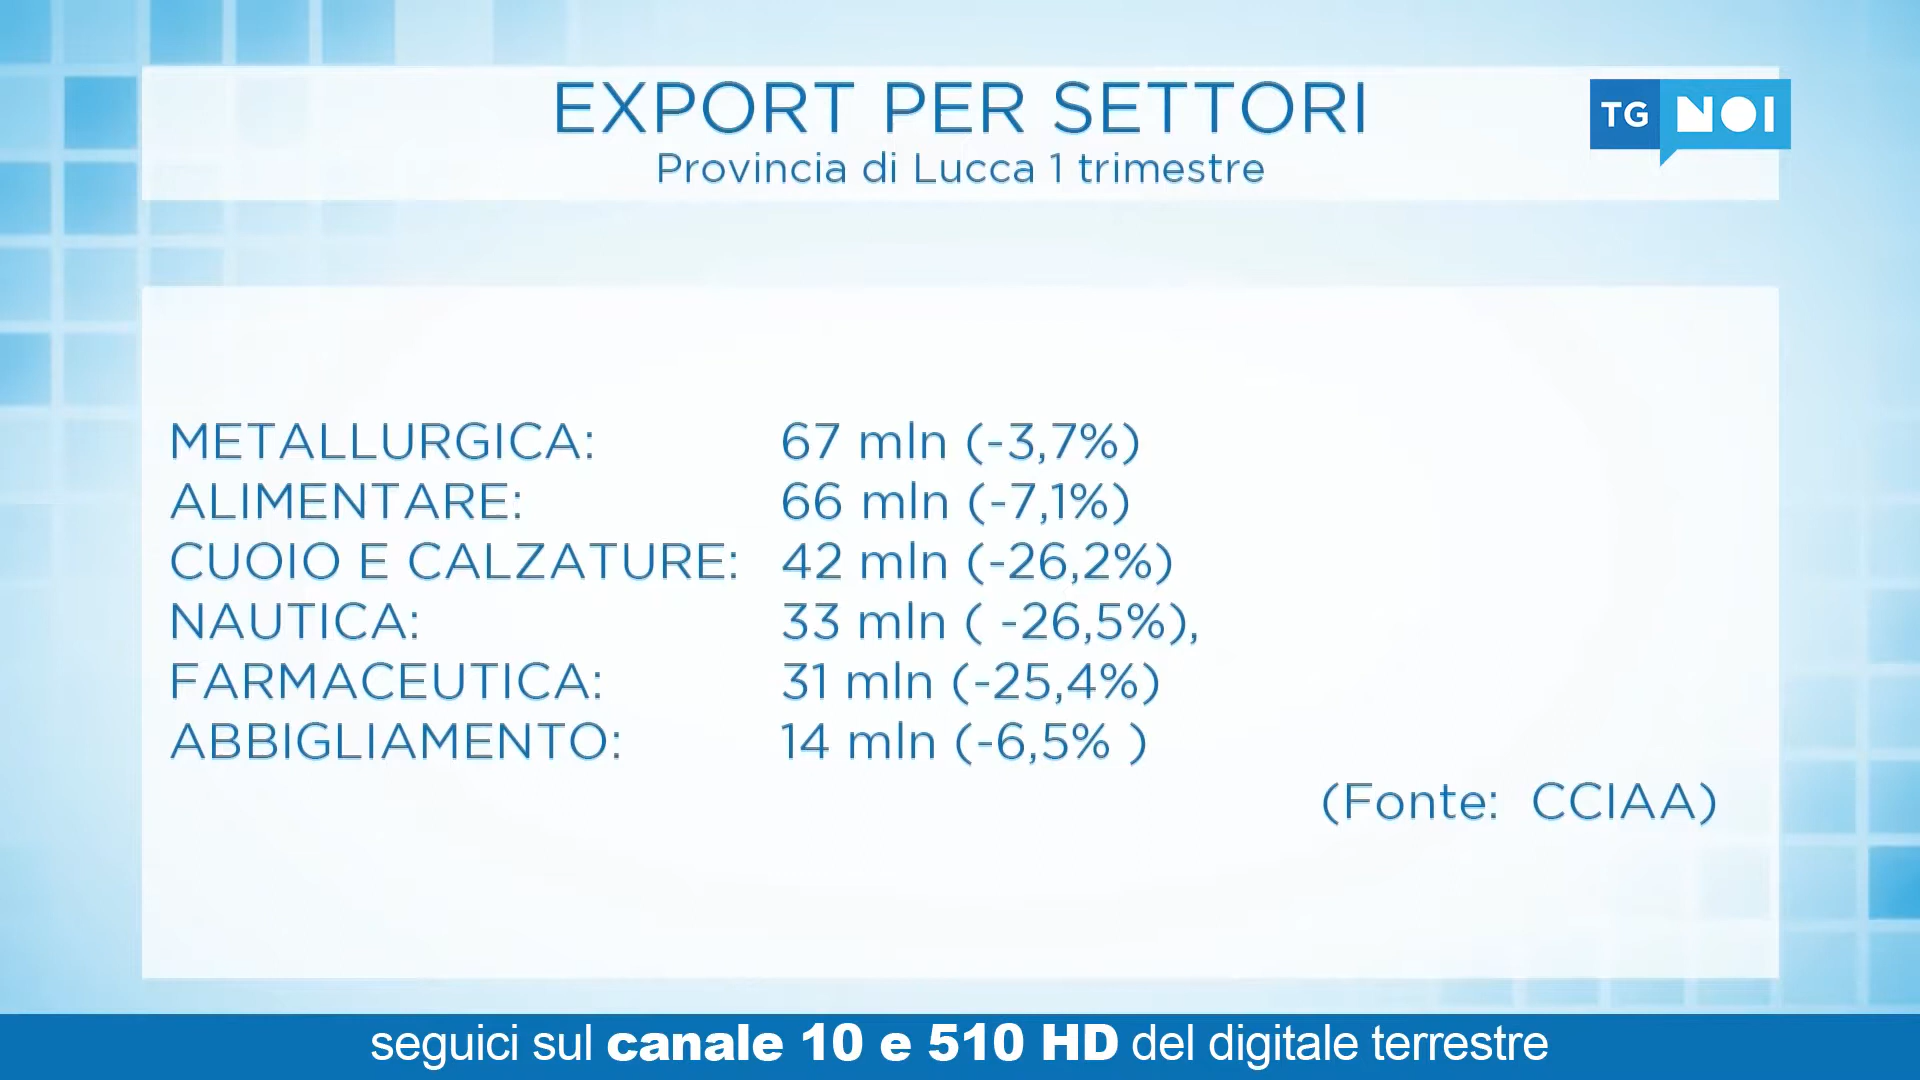 EXPORT PER SETTORI
Provincia di Lucca 1 trimestre
TG NOI
METALLURGICA: 67 mln (-3,7%)
ALIMENTARE: 66 mln (-7,1%)
CUOIO E CALZATURE: 42 mln (-26,2%)
NAUTICA: 33 mln ( -26,5%),
FARMACEUTICA: 31 mln (-25,4%)
ABBIGLIAMENTO: 14 mln (-6,5% )
(Fonte: CCIAA)
seguici sul canale 10 e 510 HD del digitale terrestre